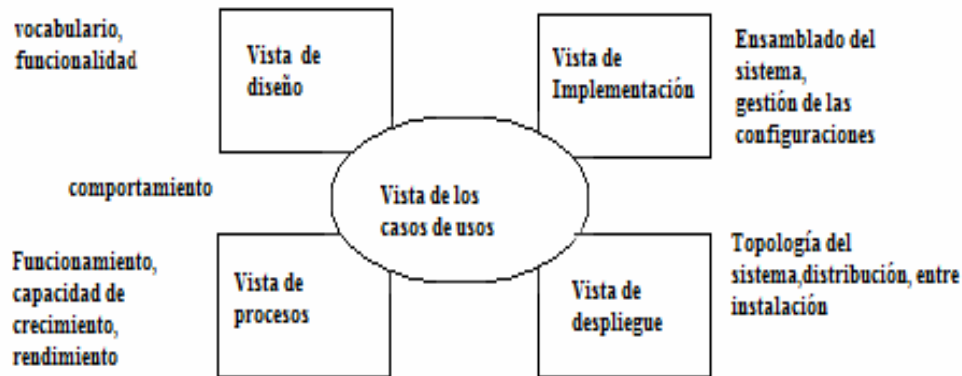 vocabulario,
funcionalidad
Vista de
diseño
Vista de
Implementación
Ensamblado del
sistema,
gestión de las
configuraciones
comportamiento
Vista de los
casos de usos
Funcionamiento,
capacidad de
crecimiento,
rendimiento
Vista de
procesos
Vista de
despliegue
Topología del
sistema,distribución, entre
instalación